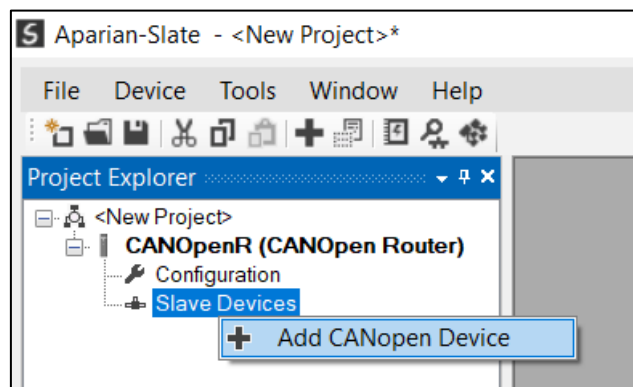 S Aparian-Slate - <New Project>*
File Device Tools Window Help
Project Explorer
<New Project>
CANOpenR (CANOpen Router)
Configuration
Slave Devices
Add CANopen Device